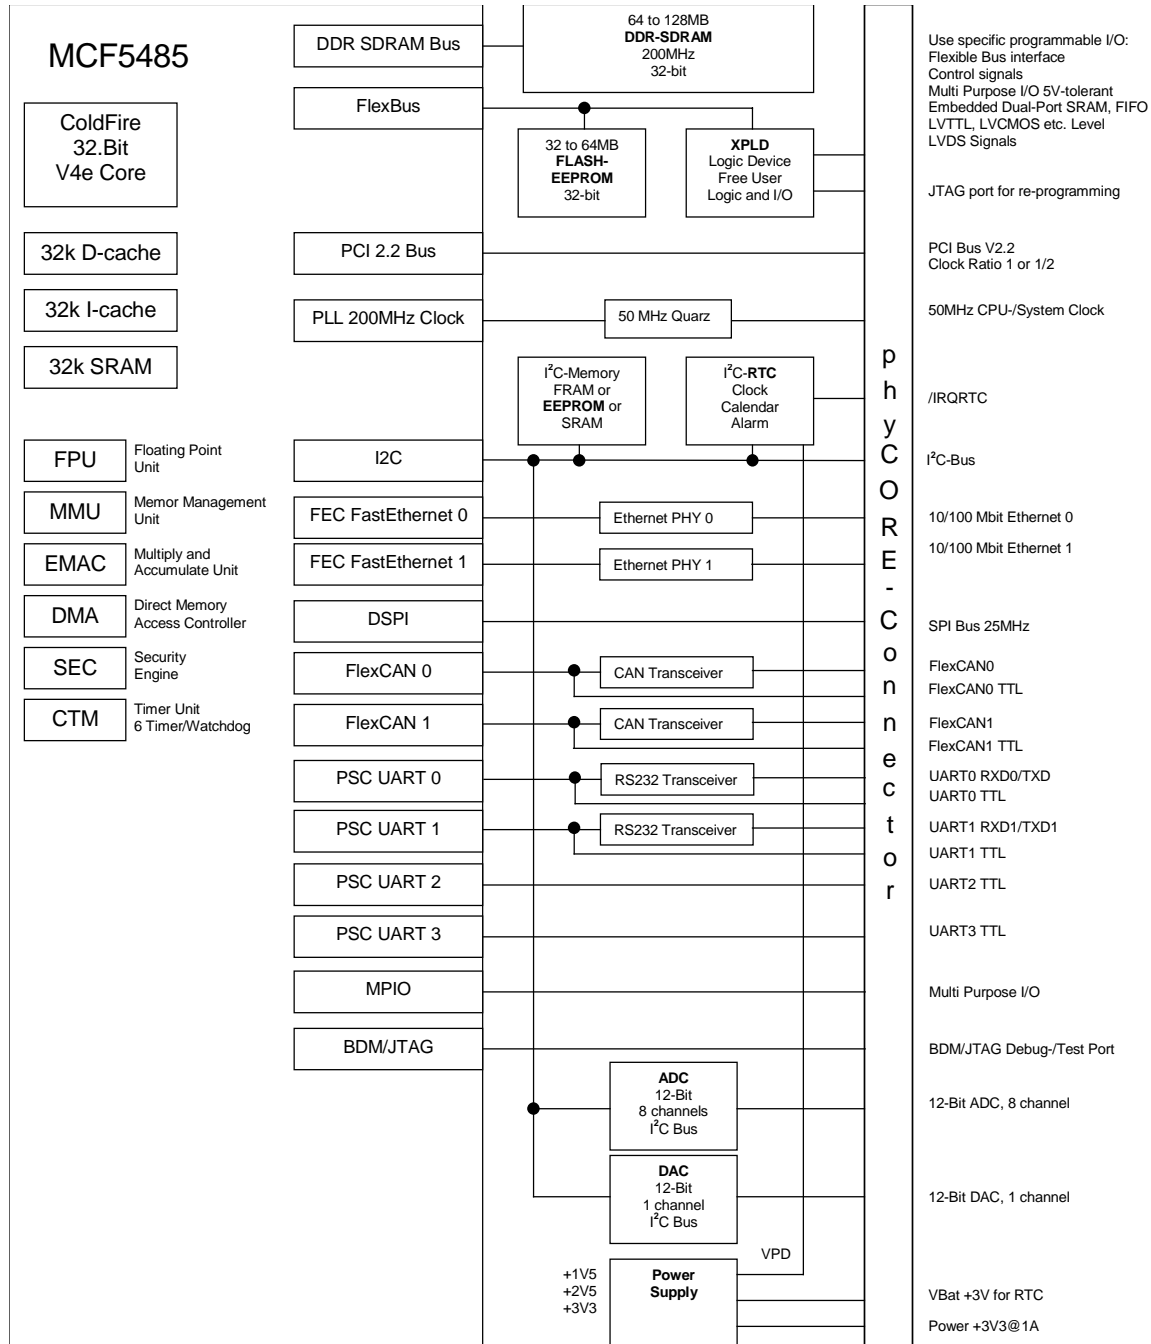 MCF5485
ColdFire
32.Bit
V4e Core
32k D-cache
32k I-cache
32k SRAM
FPU
Floating Point
Unit
MMU
Memor Management
Unit
EMAC
Multiply and
Accumulate Unit
DMA
Direct Memory
Access Controller
SEC
Security
Engine
CTM
Timer Unit
6 Timer/Watchdog
DDR SDRAM Bus
FlexBus
PCI 2.2 Bus
PLL 200MHz Clock
I2C
FEC FastEthernet 0
FEC FastEthernet 1
DSPI
FlexCAN 0
FlexCAN 1
PSC UART 0
PSC UART 1
PSC UART 2
PSC UART 3
MPIO
BDM/JTAG
64 to 128MB
DDR-SDRAM
200MHz
32-bit
32 to 64MB
FLASH-
EEPROM
32-bit
XPLD
Logic Device
Free User
Logic and I/O
50 MHz Quarz
I²C-Memory
FRAM or
EEPROM or
SRAM
I²C-RTC
Clock
Calendar
Alarm
Ethernet PHY 0
Ethernet PHY 1
CAN Transceiver
CAN Transceiver
RS232 Transceiver
RS232 Transceiver
ADC
12-Bit
8 channels
I²C Bus
DAC
12-Bit
1 channel
I²C Bus
VPD
+1V5
+2V5
+3V3
Power
Supply
phyCORE-Connector
Use specific programmable I/O:
Flexible Bus interface
Control signals
Multi Purpose I/O 5V-tolerant
Embedded Dual-Port SRAM, FIFO
LVTTL, LVCMOS etc. Level
LVDS Signals
JTAG port for re-programming
PCI Bus V2.2
Clock Ratio 1 or 1/2
50MHz CPU-/System Clock
/IRQRTC
I²C-Bus
10/100 Mbit Ethernet 0
10/100 Mbit Ethernet 1
SPI Bus 25MHz
FlexCAN0
FlexCAN0 TTL
FlexCAN1
FlexCAN1 TTL
UART0 RXD0/TXD
UART0 TTL
UART1 RXD1/TXD1
UART1 TTL
UART2 TTL
UART3 TTL
Multi Purpose I/O
BDM/JTAG Debug-/Test Port
12-Bit ADC, 8 channel
12-Bit DAC, 1 channel
VBat +3V for RTC
Power +3V3@1A